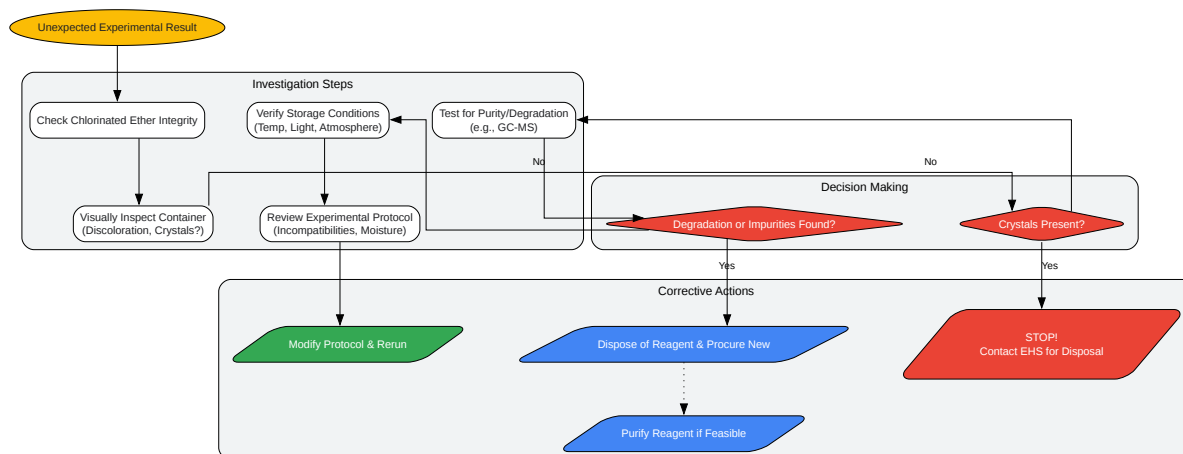 Unexpected Experimental Result
Investigation Steps
Check Chlorinated Ether Integrity
Verify Storage Conditions
(Temp, Light, Atmosphere)
Test for Purity/Degradation
(e.g., GC-MS)
No
No
Visually Inspect Container
(Discoloration, Crystals?)
Review Experimental Protocol
(Incompatibilities, Moisture)
Decision Making
Degradation or Impurities Found?
Crystals Present?
Yes
Yes
Corrective Actions
Modify Protocol & Rerun
Dispose of Reagent & Procure New
STOP!
Contact EHS for Disposal
Purify Reagent if Feasible